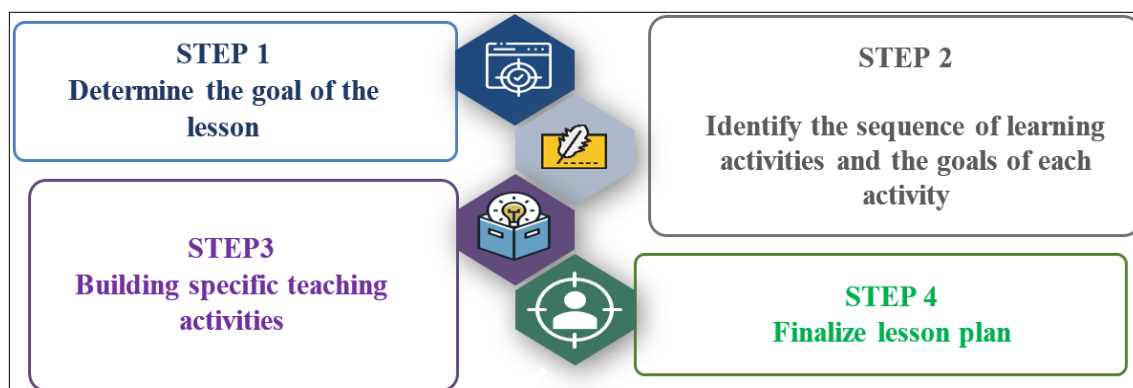 STEP 1
Determine the goal of the
lesson
STEP 2
Identify the sequence of learning
activities and the goals of each
activity
STEP3
Building specific teaching
activities
STEP 4
Finalize lesson plan